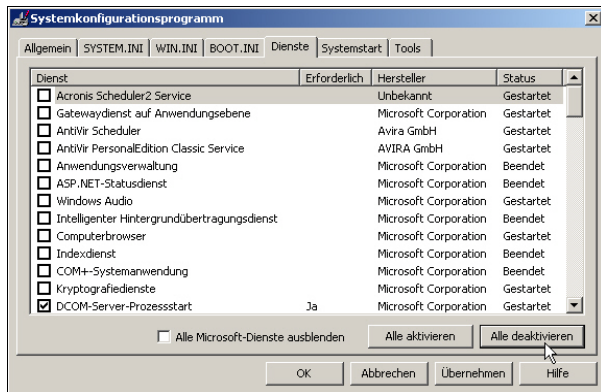 Systemkonfigurationsprogramm
Allgemein SYSTEM.INI WIN.INI BOOT.INI Dienste Systemstart Tools
Dienst Erforderlich Hersteller Status
Acronis Scheduler2 Service Unbekannt Gestartet
Gatewaydienst auf Anwendungsebene Microsoft Corporation Gestartet
AntiVir Scheduler Avira GmbH Gestartet
AntiVir PersonalEdition Classic Service AVIRA GmbH Gestartet
Anwendungsverwaltung Microsoft Corporation Beendet
ASP.NET-Statusdienst Microsoft Corporation Beendet
Windows Audio Microsoft Corporation Gestartet
Intelligenter Hintergrundübertragungsdienst Microsoft Corporation Beendet
Computerbrowser Microsoft Corporation Gestartet
Indexdienst Microsoft Corporation Beendet
COM+-Systemanwendung Microsoft Corporation Beendet
Kryptografiedienste Microsoft Corporation Gestartet
DCOM-Server-Prozessstart Ja Microsoft Corporation Gestartet
Alle Microsoft-Dienste ausblenden Alle aktivieren Alle deaktivieren
OK Abbrechen Übernehmen Hilfe